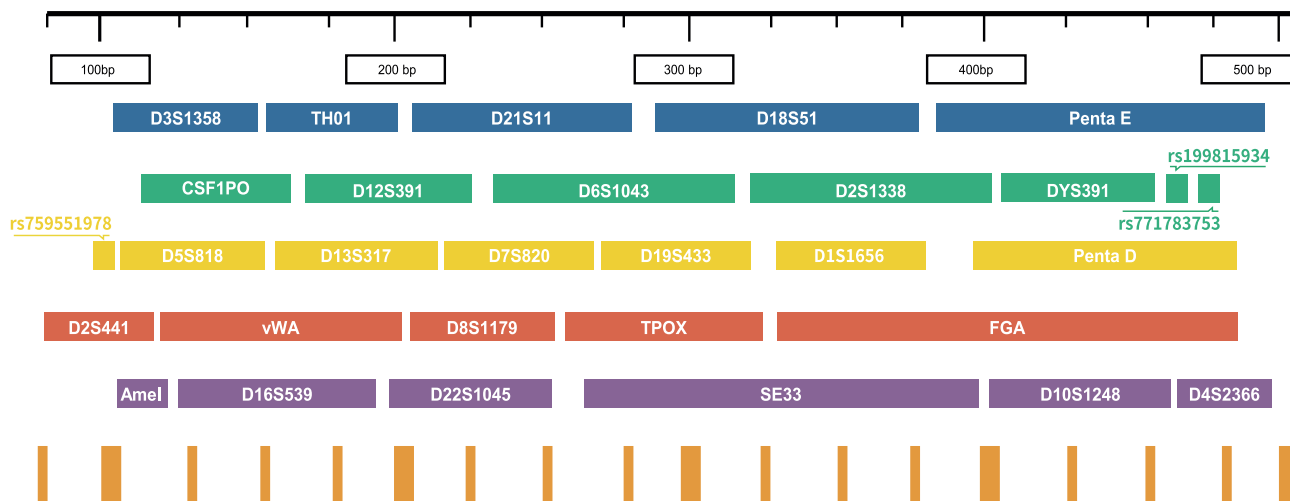 100bp 200 bp 300 bp 400bp 500 bp
D3S1358 TH01 D21S11 D18S51 Penta E
rs199815934
CSF1PO D12S391 D6S1043 D2S1338 DYS391
rs759551978 rs771783753
D5S818 D13S317 D7S820 D19S433 D1S1656 Penta D
D2S441 vWA D8S1179 TPOX FGA
Amel D16S539 D22S1045 SE33 D10S1248 D4S2366